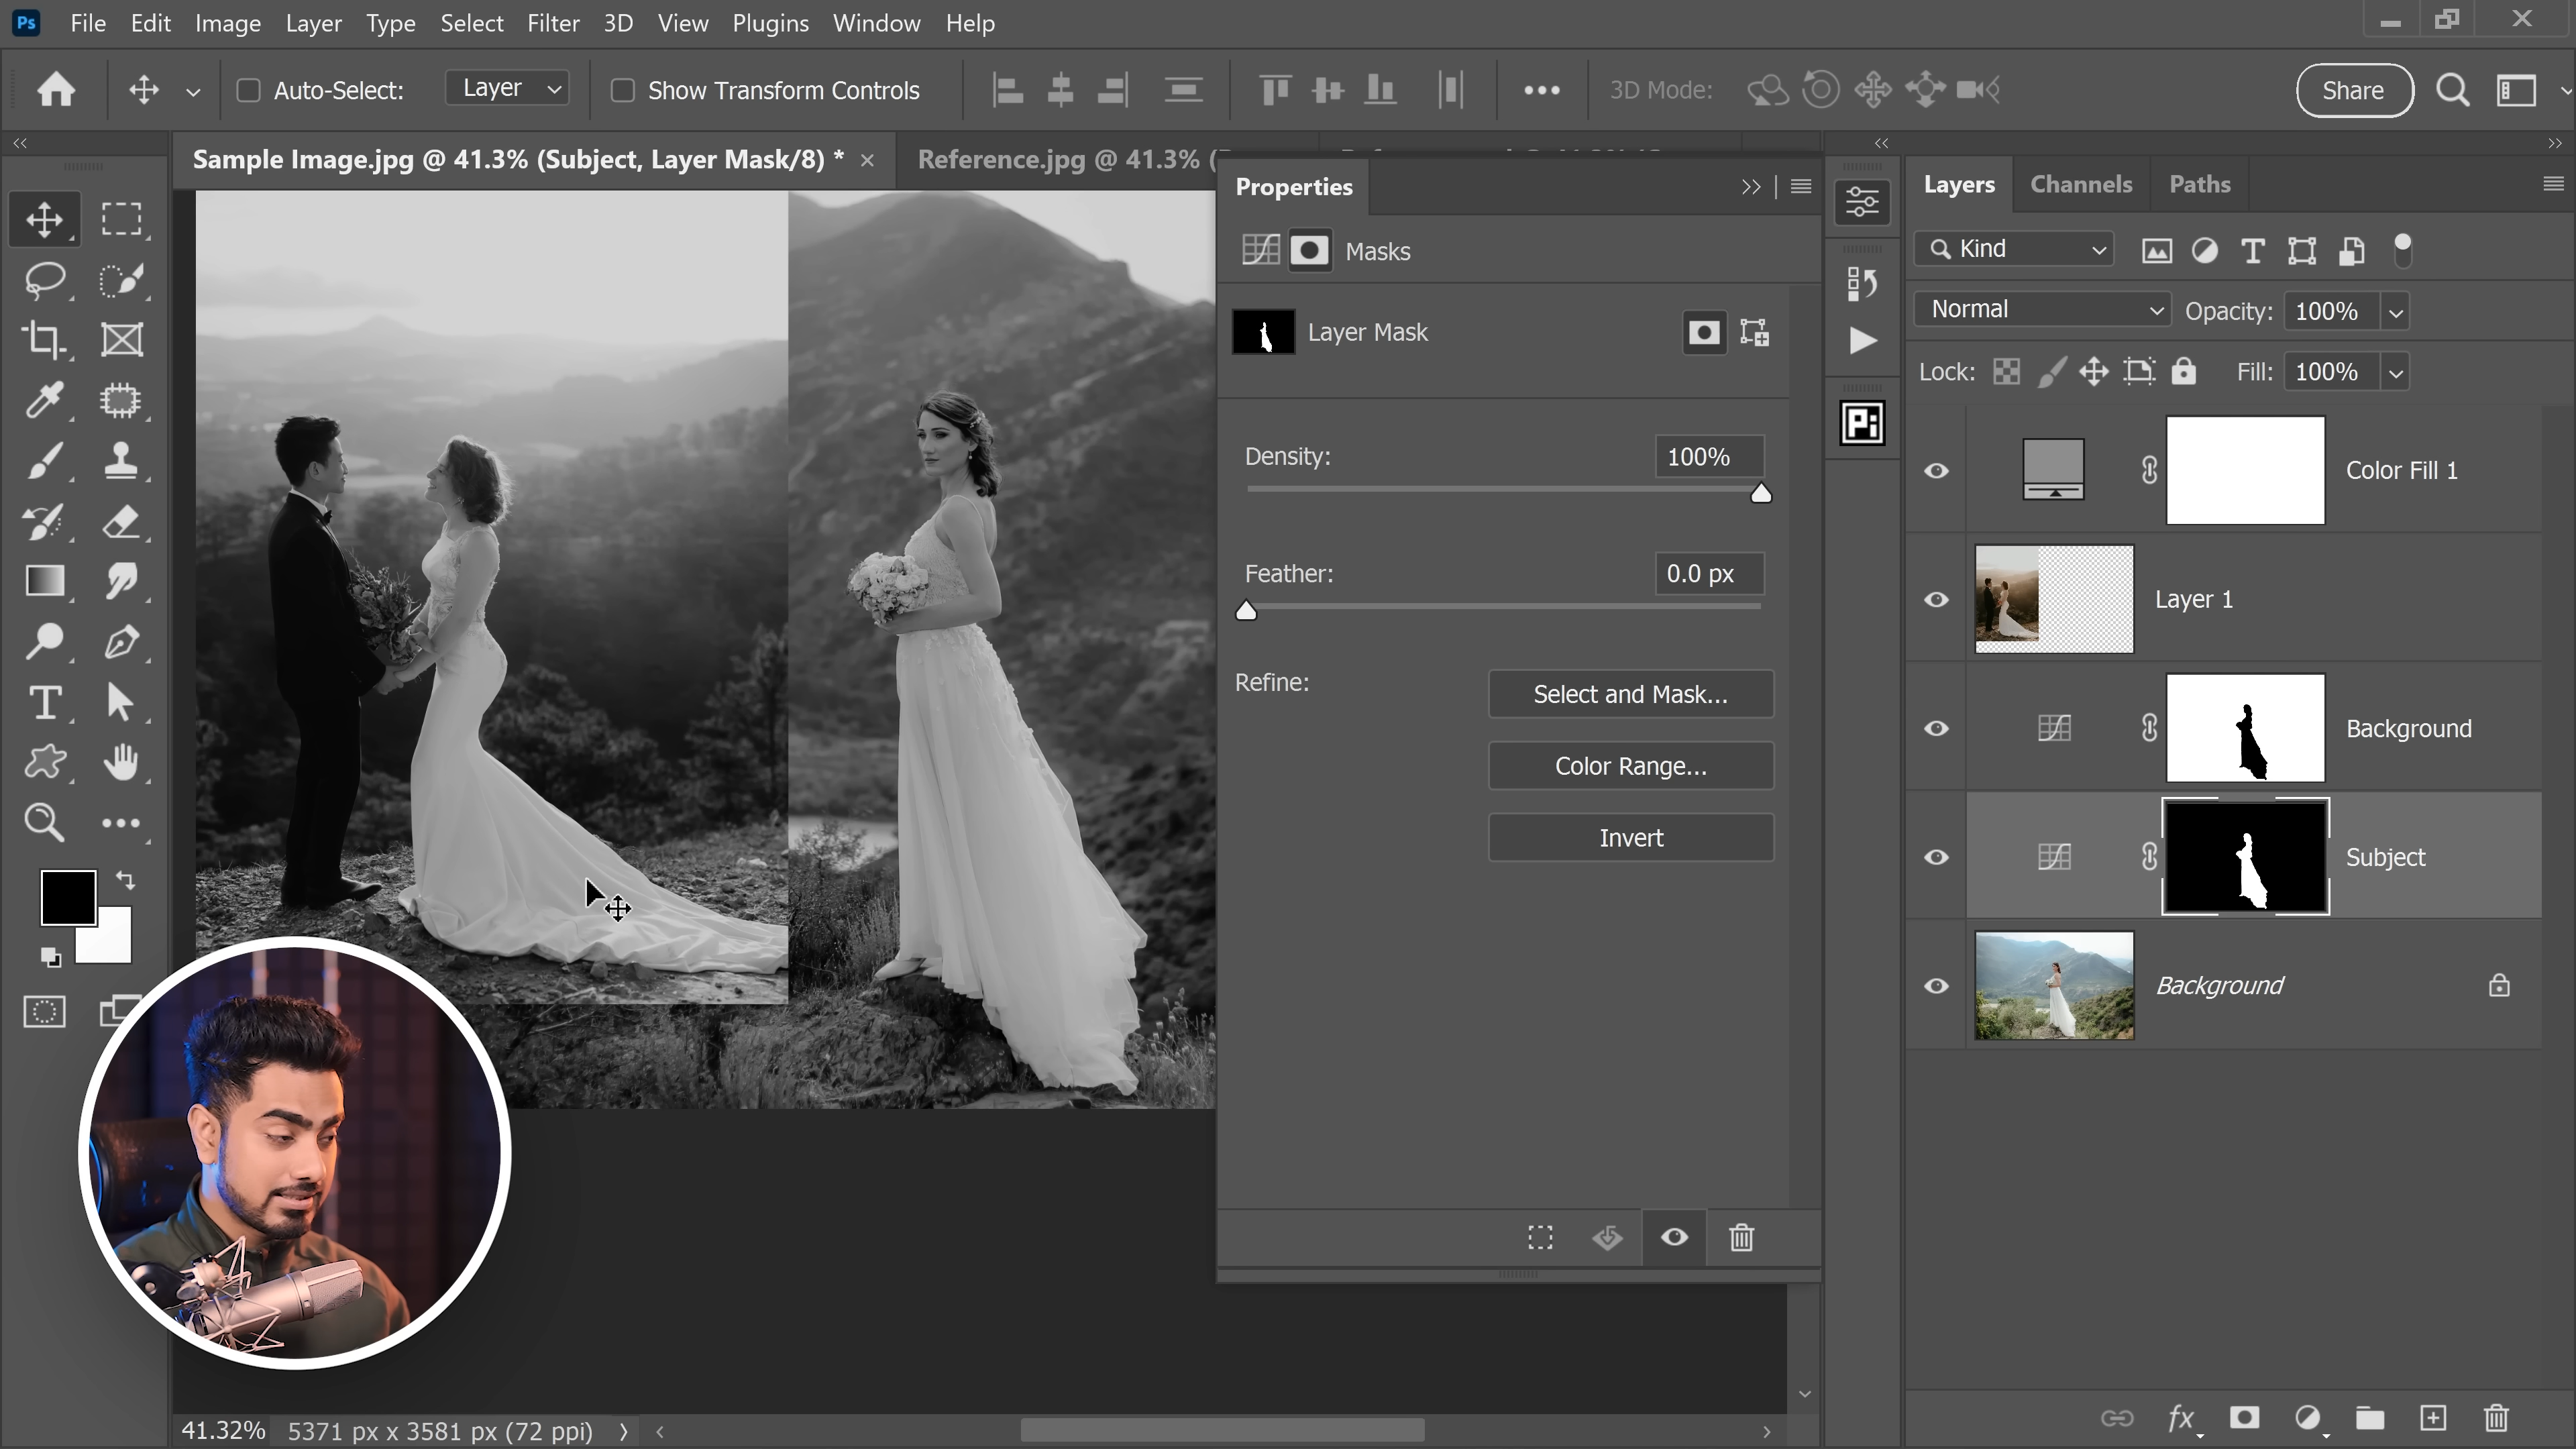 Ps File Edit Image Layer Type Select Filter 3D View Plugins Window Help
Auto-Select: Layer Show Transform Controls 3D Mode: Share
Sample Image.jpg @ 41.3% (Subject, Layer Mask/8) * × Reference.jpg @ 41.3% (
Properties
Masks
Layer Mask
Density: 100%
Feather: 0.0 px
Refine: Select and Mask...
Color Range...
Invert
Pi
Layers Channels Paths
Kind
Normal Opacity: 100%
Lock: Fill: 100%
Color Fill 1
Layer 1
Background
Subject
Background
fx
41.32% 5371 px x 3581 px (72 ppi)